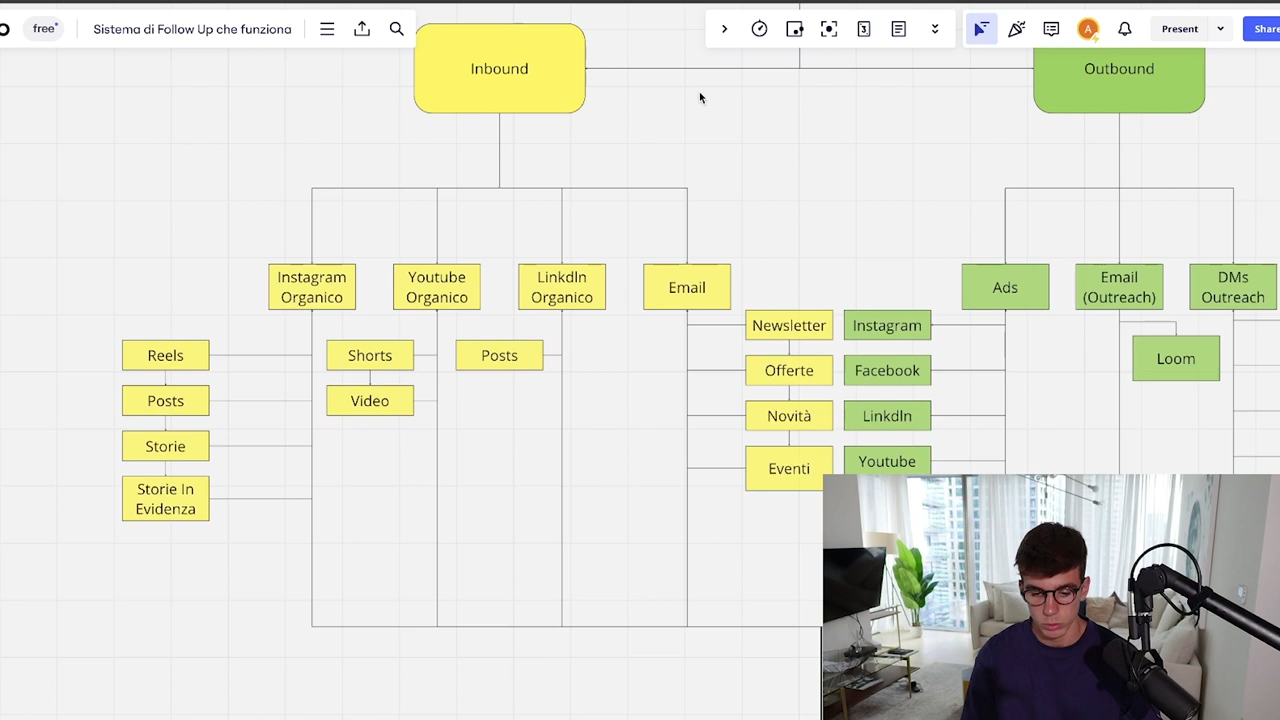 free
Sistema di Follow Up che funziona
3
A
Present
Share
Inbound
Outbound
Instagram
Organico
Youtube
Organico
LinkdIn
Organico
Email
Ads
Email
(Outreach)
DMs
Outreach
Reels
Posts
Storie
Storie In
Evidenza
Shorts
Video
Posts
Newsletter
Offerte
Novità
Eventi
Instagram
Facebook
LinkdIn
Youtube
Loom